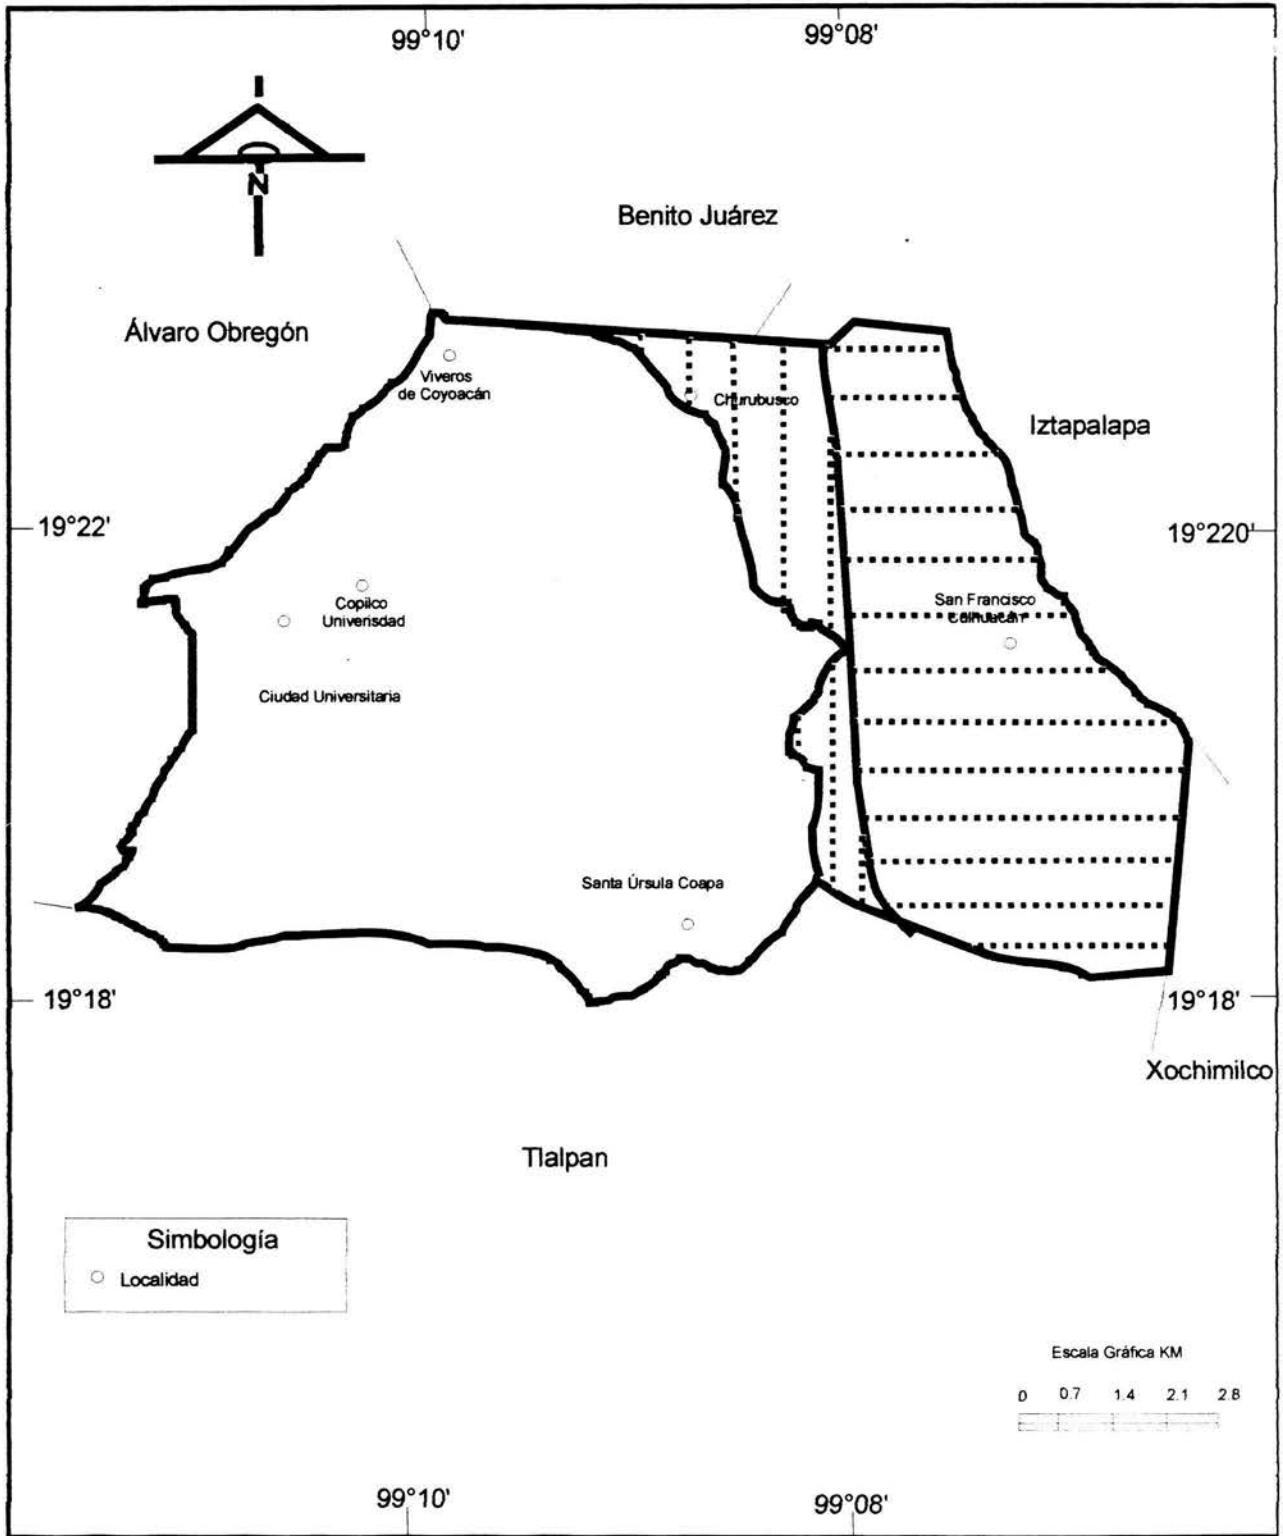 99°10'
99°08'
N
Benito Juárez
Álvaro Obregón
Viveros
de Coyoacán
Churubusco
Iztapalapa
19°22'
19°220'
Copilco
Univerisdad
San Francisco
Culhuacán
Ciudad Universitaria
Santa Úrsula Coapa
19°18'
19°18'
Xochimilco
Tlalpan
Simbología
Localidad
Escala Gráfica KM
0 0.7 1.4 2.1 2.8
99°10'
99°08'